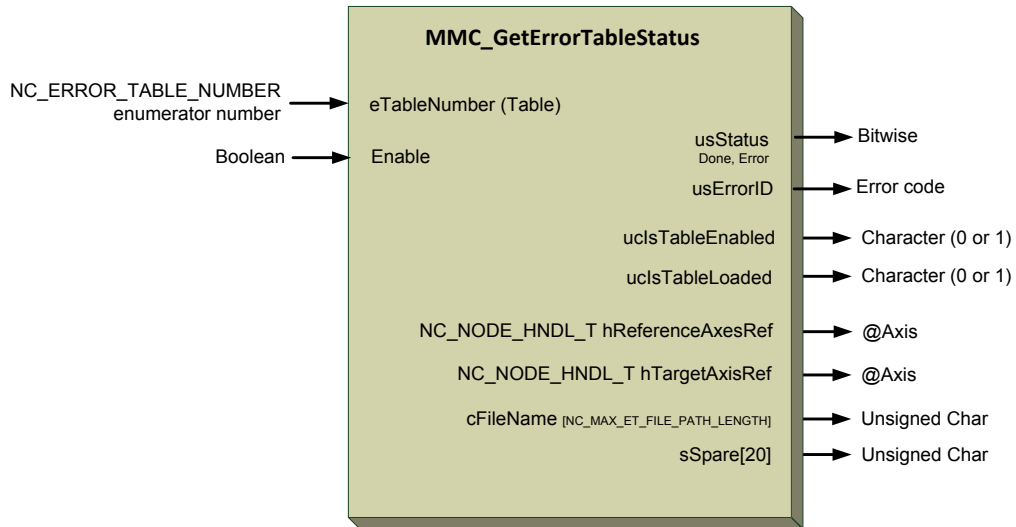 MMC_GetErrorTableStatus
NC_ERROR_TABLE_NUMBER
enumerator number
eTableNumber (Table)
Boolean
Enable
usStatus
Done, Error
Bitwise
usErrorID
Error code
ucIsTableEnabled
Character (0 or 1)
ucIsTableLoaded
Character (0 or 1)
NC_NODE_HNDL_T hReferenceAxesRef
@Axis
NC_NODE_HNDL_T hTargetAxisRef
@Axis
cFileName [NC_MAX_ET_FILE_PATH_LENGTH]
Unsigned Char
sSpare[20]
Unsigned Char